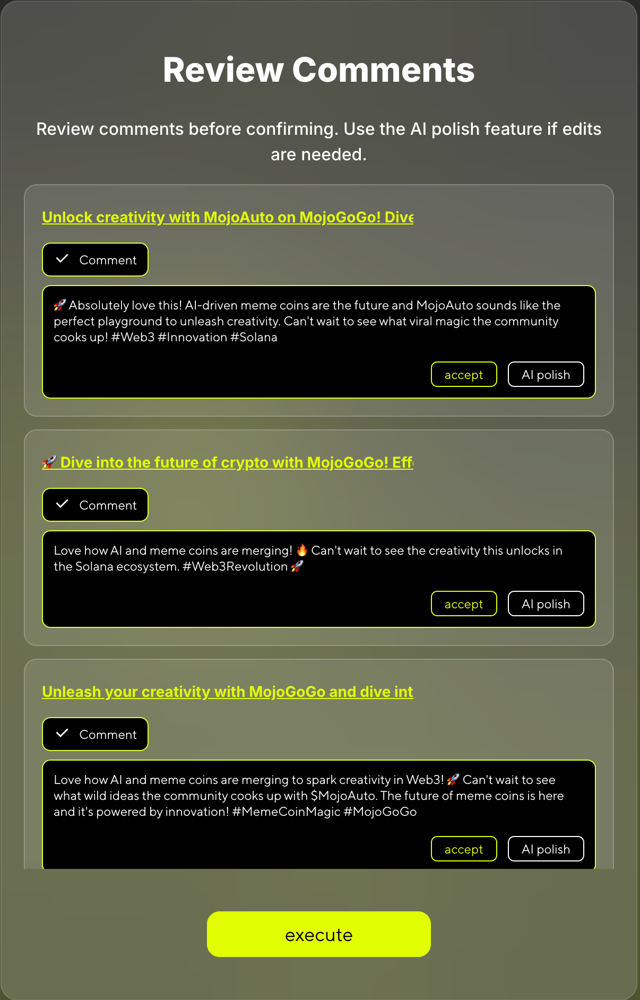 Review Comments
Review comments before confirming. Use the AI polish feature if edits
are needed.
Unlock creativity with MojoAuto on MojoGoGo! Dive
Comment
🚀 Absolutely love this! AI-driven meme coins are the future and MojoAuto sounds like the
perfect playground to unleash creativity. Can't wait to see what viral magic the community
cooks up! #Web3 #Innovation #Solana
accept AI polish
🚀 Dive into the future of crypto with MojoGoGo! Eff
Comment
Love how AI and meme coins are merging! 🔥 Can't wait to see the creativity this unlocks in
the Solana ecosystem. #Web3Revolution 🚀
accept AI polish
Unleash your creativity with MojoGoGo and dive int
Comment
Love how AI and meme coins are merging to spark creativity in Web3! 🚀 Can't wait to see
what wild ideas the community cooks up with $MojoAuto. The future of meme coins is here
and it's powered by innovation! #MemeCoinMagic #MojoGoGo
accept AI polish
execute